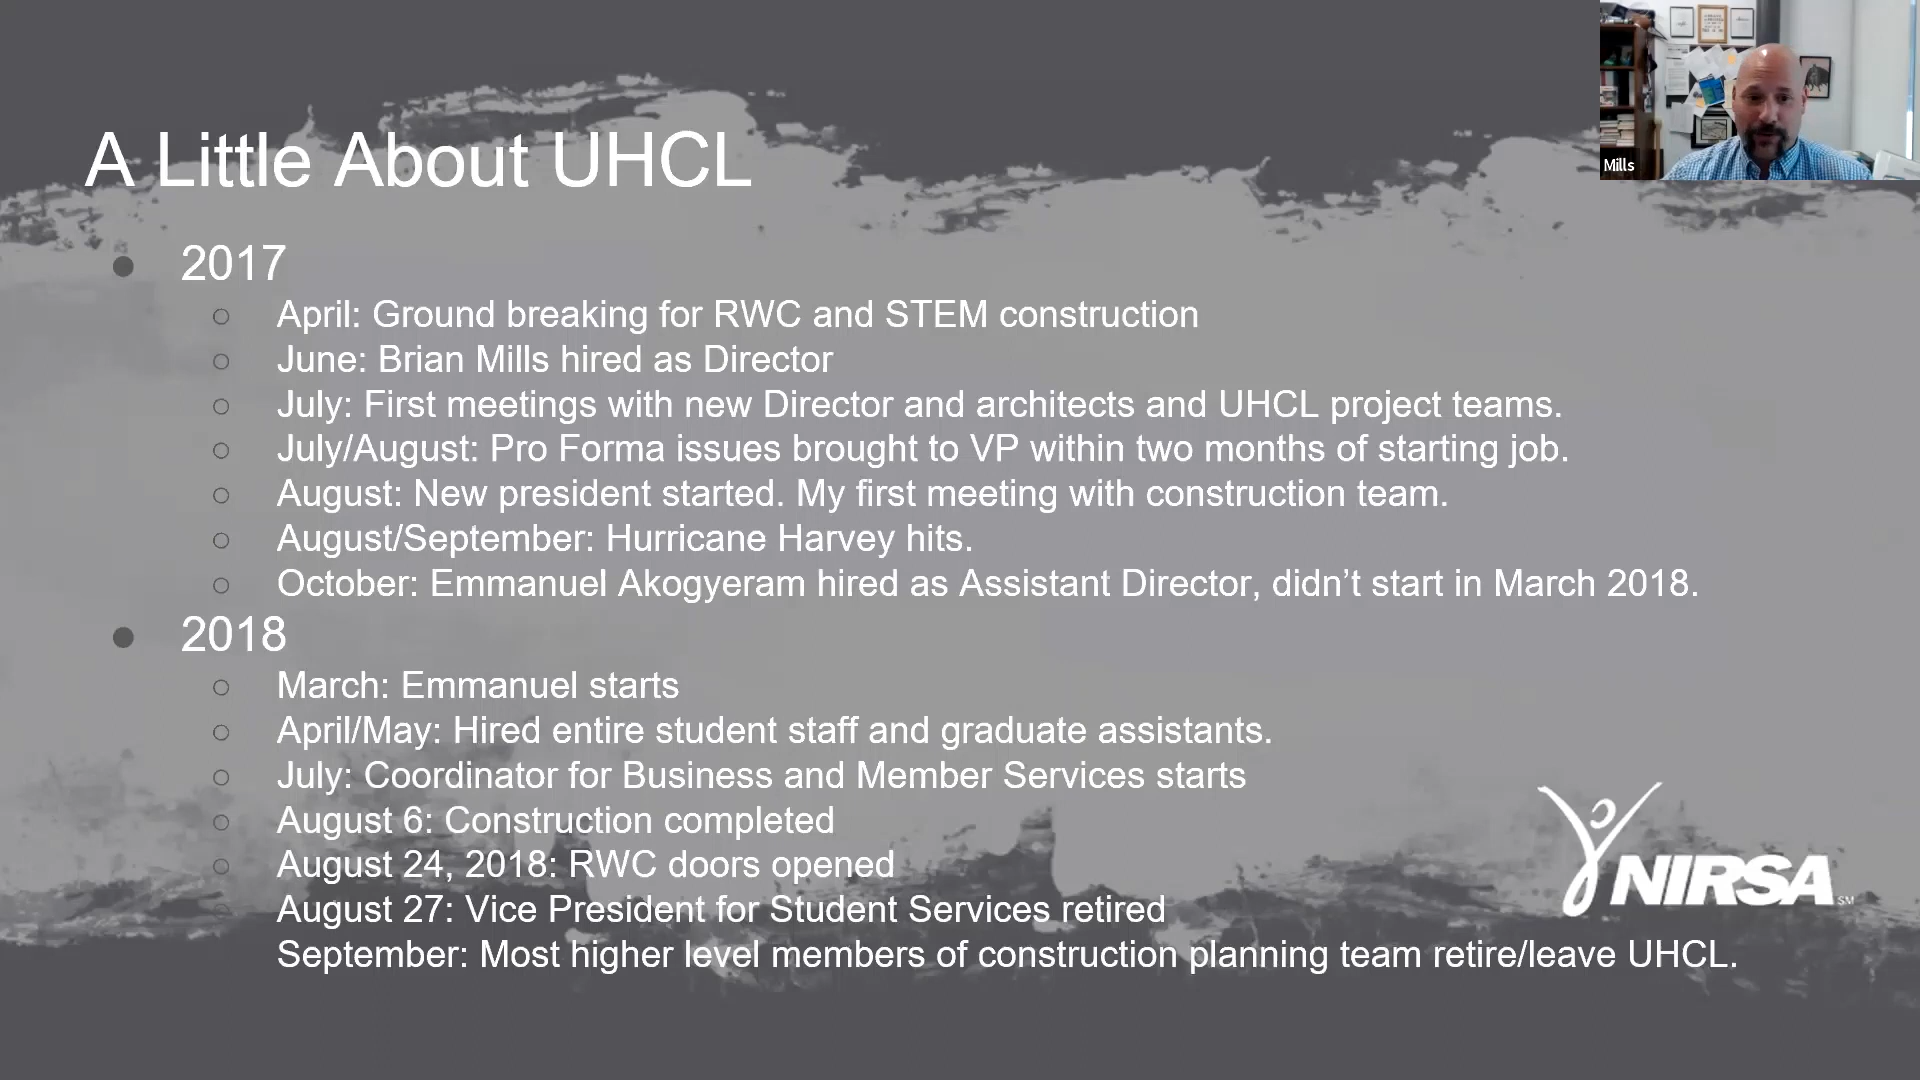 A Little About UHCL
Mills
2017
April: Ground breaking for RWC and STEM construction
June: Brian Mills hired as Director
July: First meetings with new Director and architects and UHCL project teams.
July/August: Pro Forma issues brought to VP within two months of starting job.
August: New president started. My first meeting with construction team.
August/September: Hurricane Harvey hits.
October: Emmanuel Akogyeram hired as Assistant Director, didn’t start in March 2018.
2018
March: Emmanuel starts
April/May: Hired entire student staff and graduate assistants.
July: Coordinator for Business and Member Services starts
August 6: Construction completed
August 24, 2018: RWC doors opened
August 27: Vice President for Student Services retired
September: Most higher level members of construction planning team retire/leave UHCL.
NIRSA SM